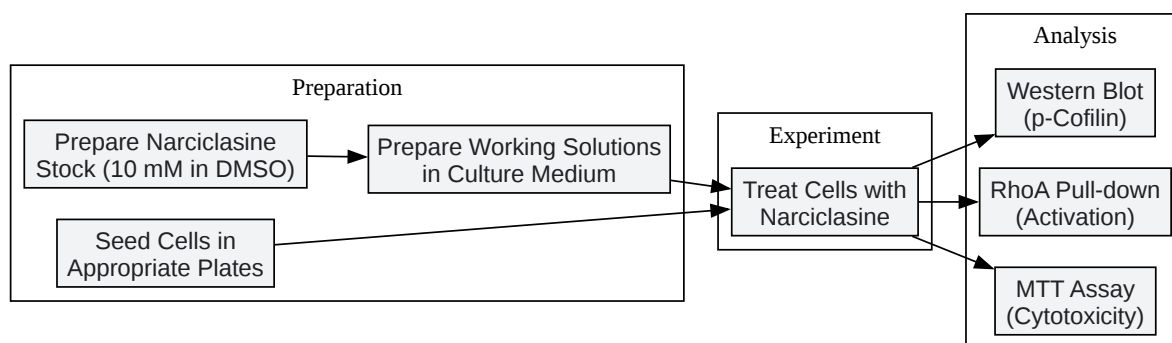 Preparation
Prepare Narciclasine
Stock (10 mM in DMSO)
Prepare Working Solutions
in Culture Medium
Seed Cells in
Appropriate Plates
Experiment
Treat Cells with
Narciclasine
Analysis
Western Blot
(p-Cofilin)
RhoA Pull-down
(Activation)
MTT Assay
(Cytotoxicity)